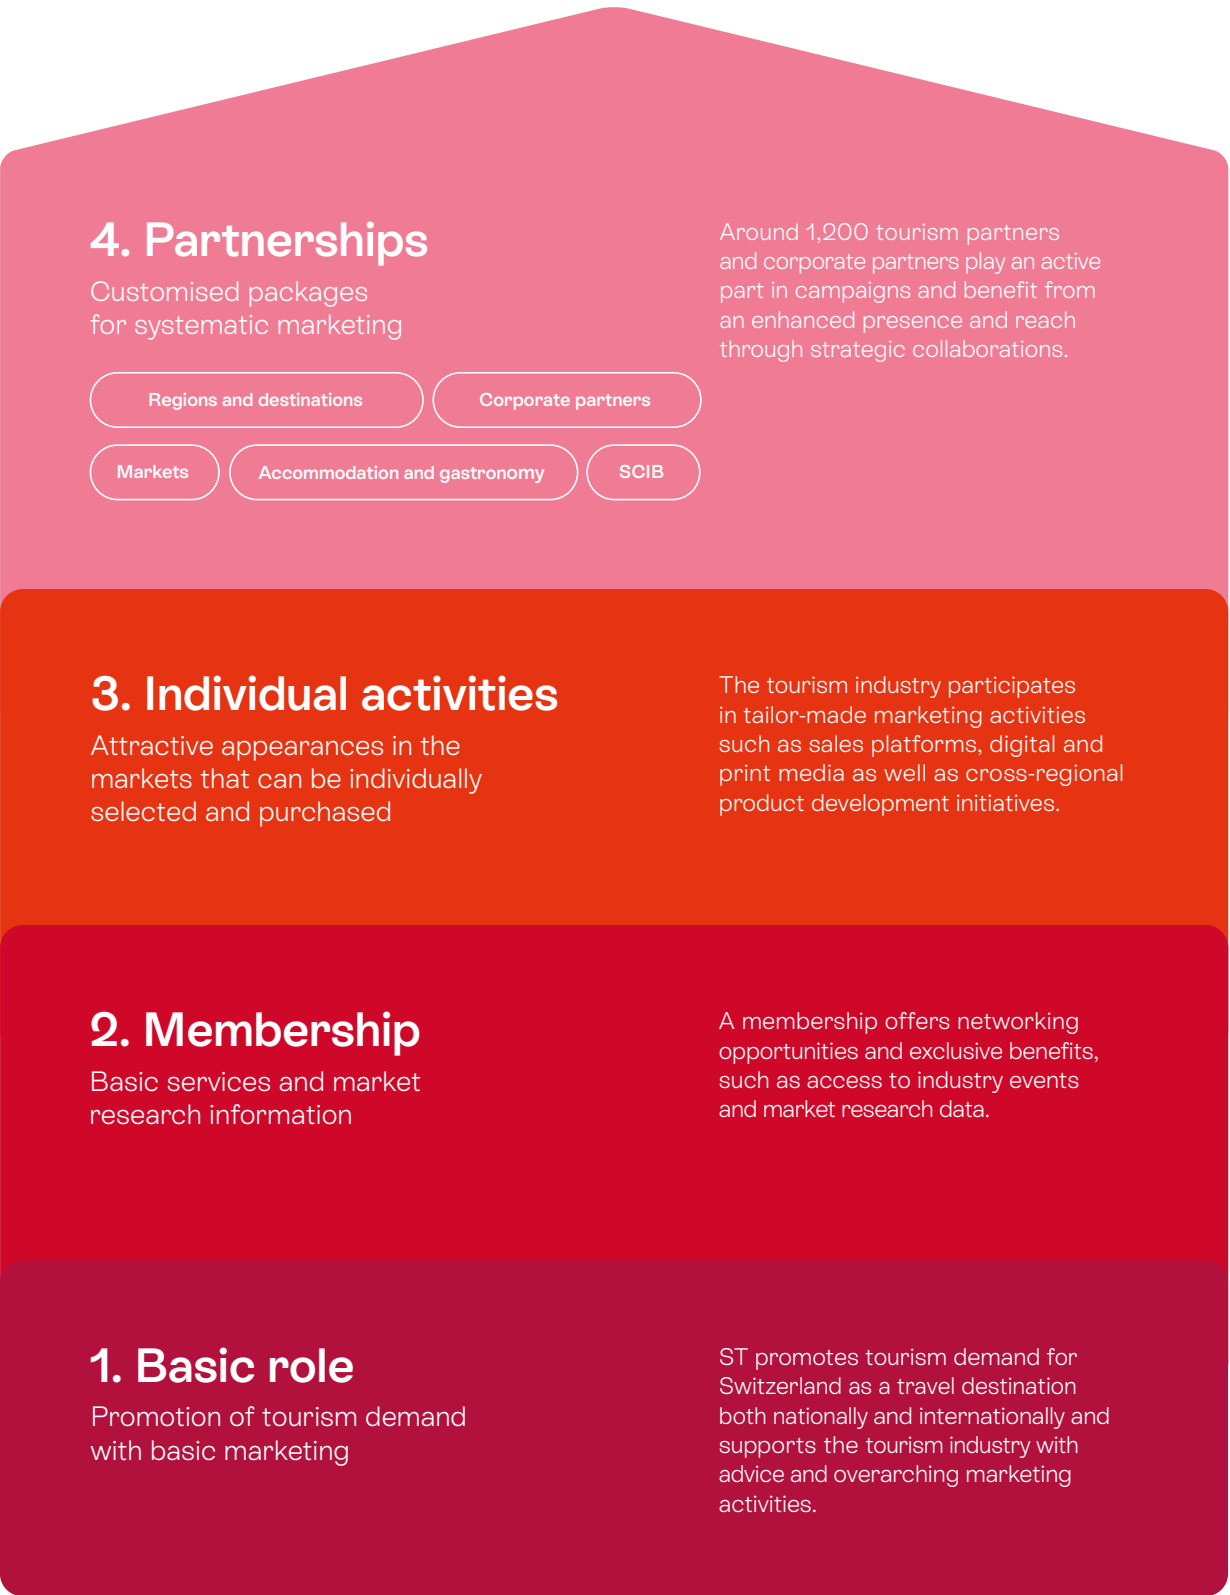 4. Partnerships
Customised packages
for systematic marketing
Regions and destinations
Corporate partners
Markets
Accommodation and gastronomy
SCIB
Around 1,200 tourism partners
and corporate partners play an active
part in campaigns and benefit from
an enhanced presence and reach
through strategic collaborations.
3. Individual activities
Attractive appearances in the
markets that can be individually
selected and purchased
The tourism industry participates
in tailor-made marketing activities
such as sales platforms, digital and
print media as well as cross-regional
product development initiatives.
2. Membership
Basic services and market
research information
A membership offers networking
opportunities and exclusive benefits,
such as access to industry events
and market research data.
1. Basic role
Promotion of tourism demand
with basic marketing
ST promotes tourism demand for
Switzerland as a travel destination
both nationally and internationally and
supports the tourism industry with
advice and overarching marketing
activities.